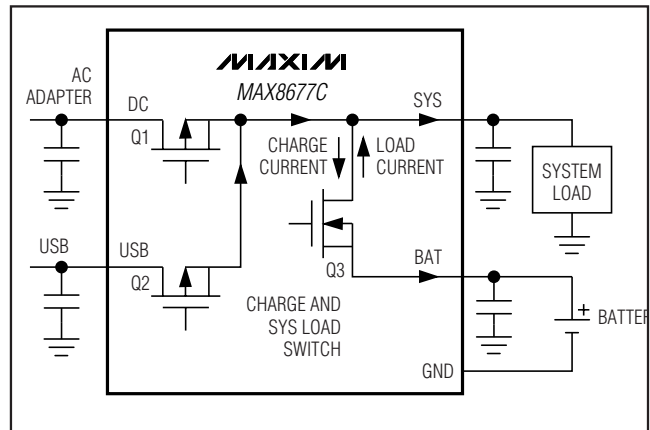 MAXIM
MAX8677C
AC
ADAPTER
DC
Q1
SYS
CHARGE
CURRENT
LOAD
CURRENT
SYSTEM
LOAD
USB
USB
Q2
Q3
BAT
CHARGE AND
SYS LOAD
SWITCH
+
BATTER
GND